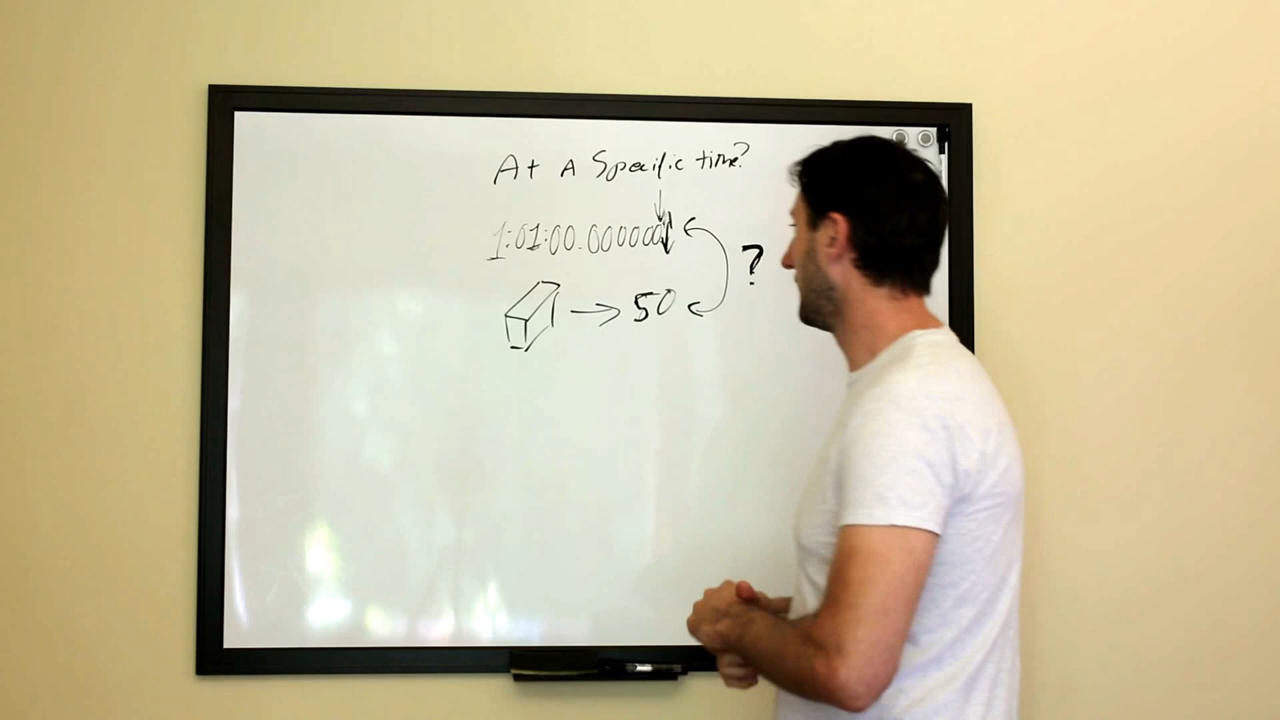 At A Specific time?
1:01:00.000000
→ 50
?